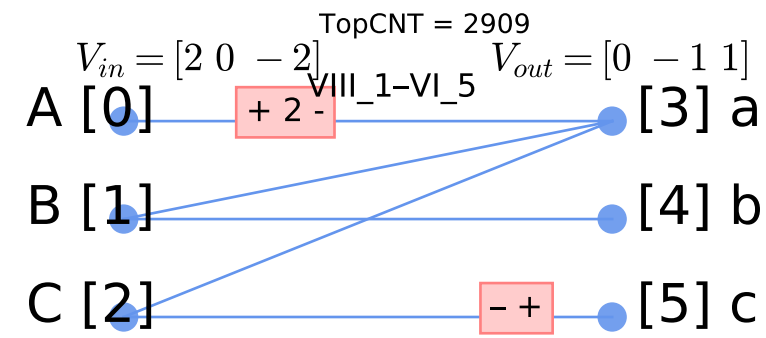 TopCNT = 2909
V_in = [2 0 −2] V_out = [0 −1 1]
VIII_1–VI_5
A [0] + 2 - [3] a
B [1] [4] b
C [2] – + [5] c